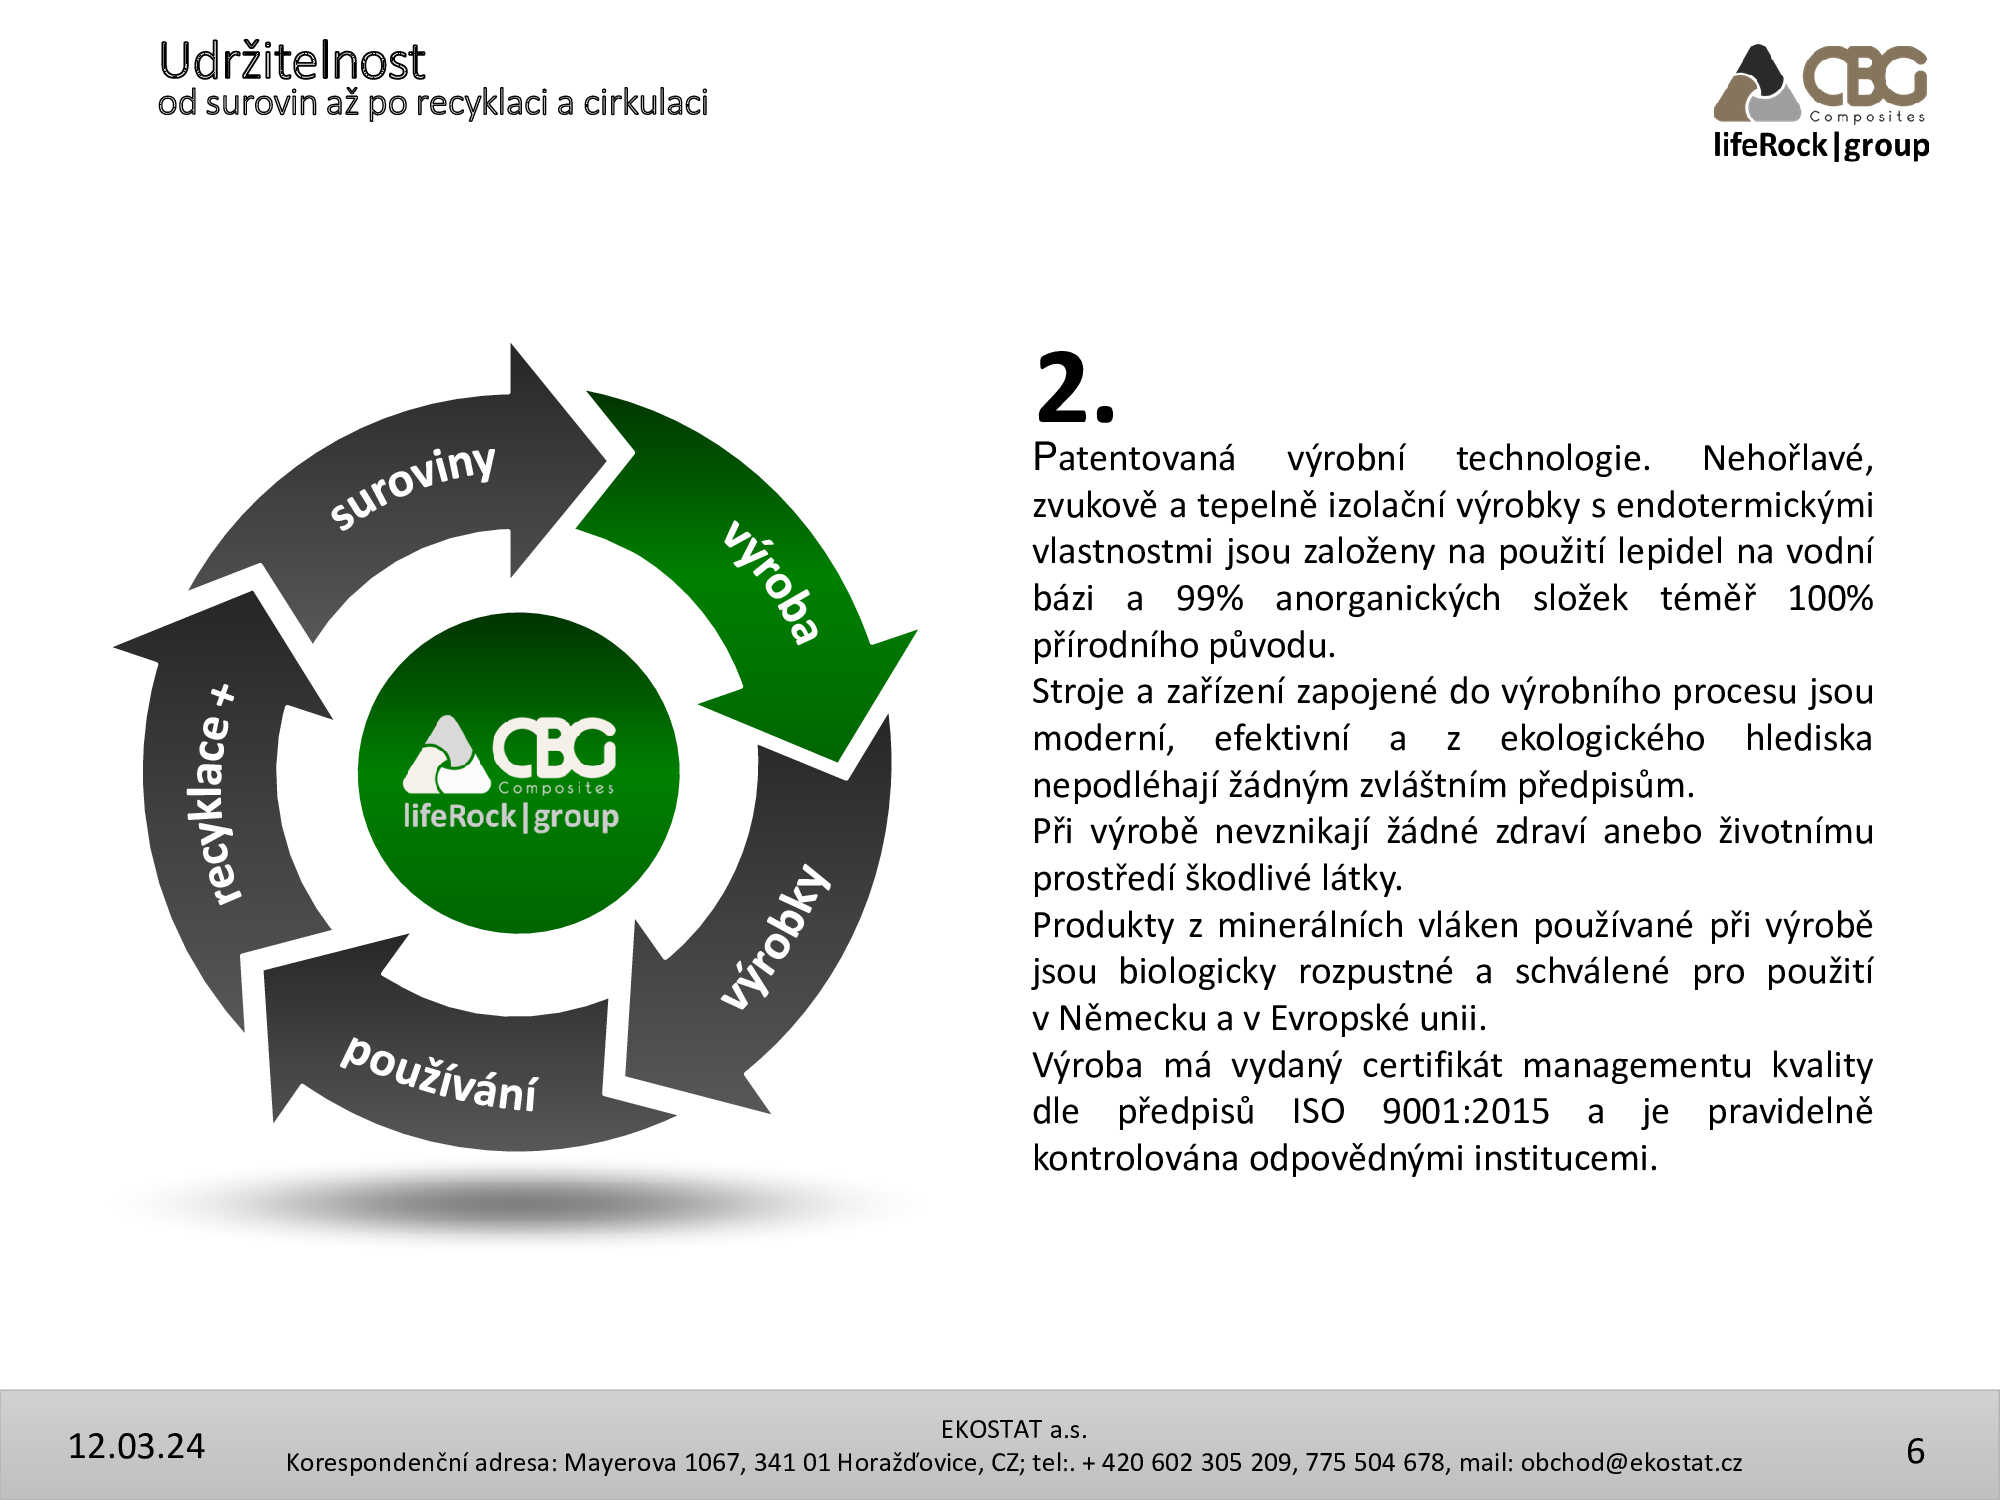 Udržitelnost
od surovin až po recyklaci a cirkulaci
CBG
Composites
lifeRock|group
suroviny
výroba
výrobky
používání
recyklace +
CBG
Composites
lifeRock|group
2.
Patentovaná výrobní technologie. Nehořlavé,
zvukově a tepelně izolační výrobky s endotermickými
vlastnostmi jsou založeny na použití lepidel na vodní
bázi a 99% anorganických složek téměř 100%
přírodního původu.
Stroje a zařízení zapojené do výrobního procesu jsou
moderní, efektivní a z ekologického hlediska
nepodléhají žádným zvláštním předpisům.
Při výrobě nevznikají žádné zdraví anebo životnímu
prostředí škodlivé látky.
Produkty z minerálních vláken používané při výrobě
jsou biologicky rozpustné a schválené pro použití
v Německu a v Evropské unii.
Výroba má vydaný certifikát managementu kvality
dle předpisů ISO 9001:2015 a je pravidelně
kontrolována odpovědnými institucemi.
12.03.24
EKOSTAT a.s.
Korespondenční adresa: Mayerova 1067, 341 01 Horažďovice, CZ; tel:. + 420 602 305 209, 775 504 678, mail: obchod@ekostat.cz
6